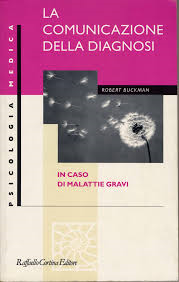 LA
COMUNICAZIONE
DELLA DIAGNOSI
ROBERT BUCKMAN
PSICOLOGIA MEDICA
IN CASO
DI MALATTIE GRAVI
Raffaello Cortina Editore